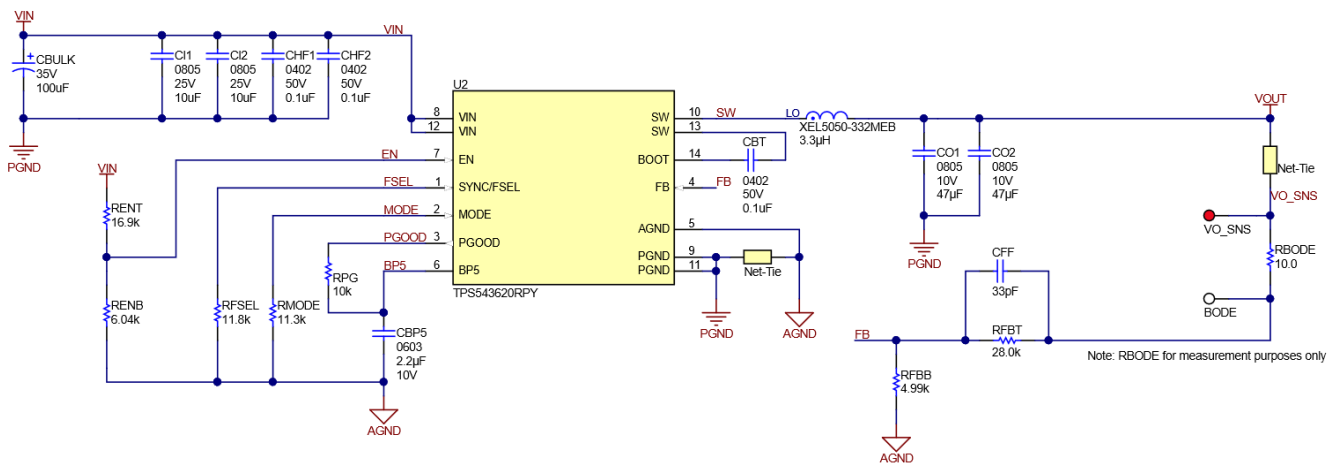 VIN
VIN
CBULK
35V
100uF
CI1
0805
25V
10uF
CI2
0805
25V
10uF
CHF1
0402
50V
0.1uF
CHF2
0402
50V
0.1uF
PGND
U2
8
VIN
12
VIN
EN
7
EN
FSEL
1
SYNC/FSEL
MODE
2
MODE
PGOOD
3
PGOOD
BP5
6
BP5
SW
10
SW
SW
13
BOOT
14
FB
4
FB
AGND
5
PGND
9
PGND
11
TPS543620RPY
VIN
RENT
16.9k
RENB
6.04k
RFSEL
11.8k
RMODE
11.3k
RPG
10k
CBP5
0603
2.2µF
10V
AGND
LO
XEL5050-332MEB
3.3µH
CBT
0402
50V
0.1uF
Net-Tie
PGND
AGND
CO1
0805
10V
47µF
CO2
0805
10V
47µF
PGND
VOUT
Net-Tie
VO_SNS
VO_SNS
RBODE
10.0
BODE
CFF
33pF
FB
RFBT
28.0k
Note: RBODE for measurement purposes only
RFBB
4.99k
AGND